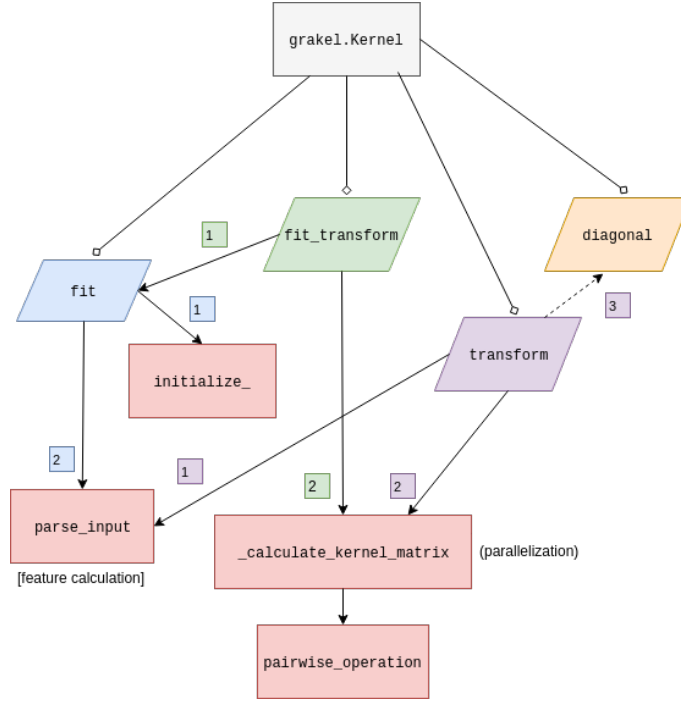 grakel.Kernel
1
fit_transform
diagonal
fit
1
3
transform
initialize_
2
1
2
2
parse_input
_calculate_kernel_matrix
(parallelization)
[feature calculation]
pairwise_operation